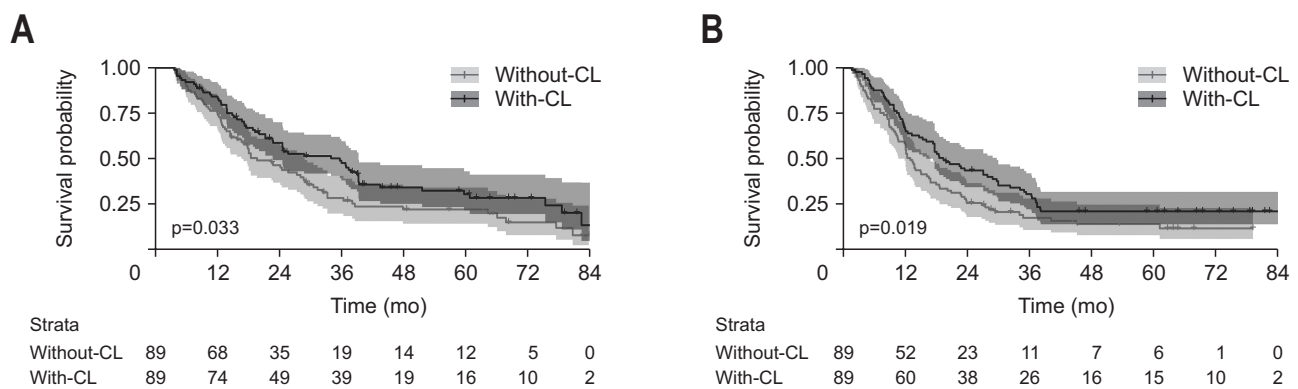 A
1.00
0.75
0.50
0.25
Survival probability
Without-CL
With-CL
p=0.033
0 12 24 36 48 60 72 84
Time (mo)
Strata
Without-CL 89 68 35 19 14 12 5 0
With-CL 89 74 49 39 19 16 10 2
B
1.00
0.75
0.50
0.25
Survival probability
Without-CL
With-CL
p=0.019
0 12 24 36 48 60 72 84
Time (mo)
Strata
Without-CL 89 52 23 11 7 6 1 0
With-CL 89 60 38 26 16 15 10 2